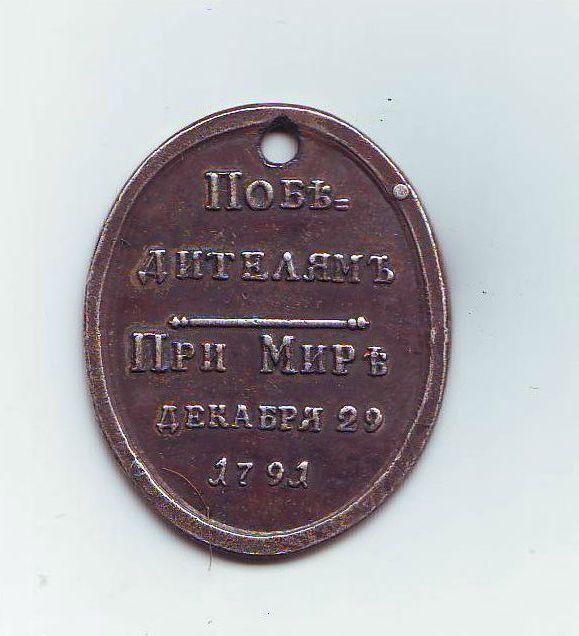 Побѣ=
дителямъ
При Мирѣ
декабря 29
1791